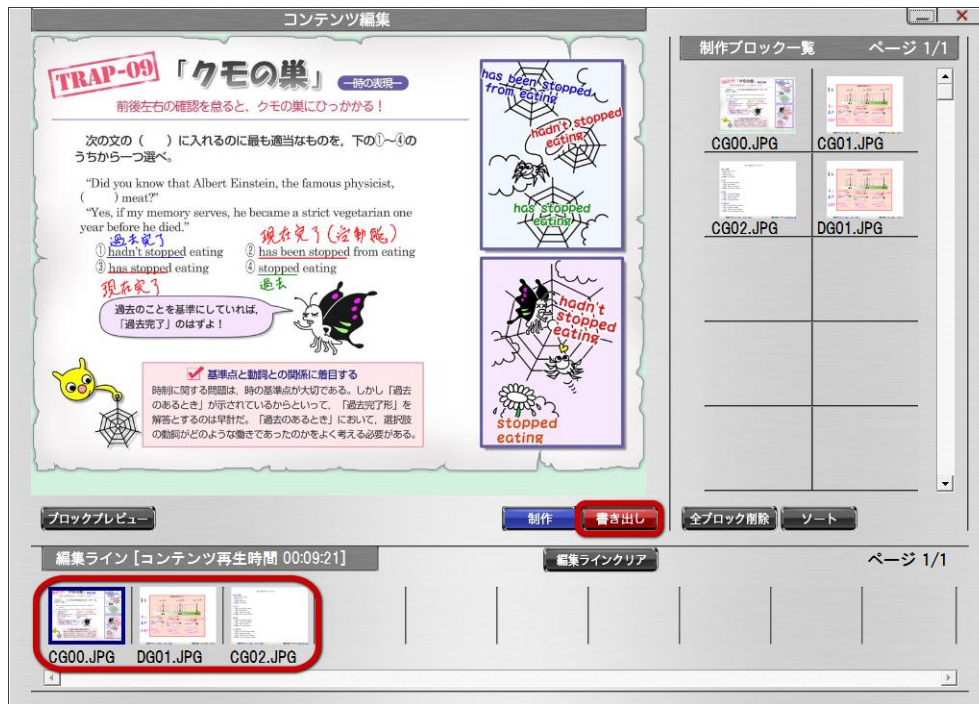 コンテンツ編集
TRAP-09 「クモの巣」 ―時の表現―
前後左右の確認を怠ると、クモの巣にひっかかる！
次の文の（　　）に入れるのに最も適当なものを，下の①～④の
うちから一つ選べ。
“Did you know that Albert Einstein, the famous physicist,
(　　) meat?”
“Yes, if my memory serves, he became a strict vegetarian one
year before he died.”
過去完了
現在完了(受動態)
① hadn't stopped eating
② has been stopped from eating
③ has stopped eating
④ stopped eating
現在完了
過去
過去のことを基準にしていれば，
「過去完了」のはずよ！
基準点と動詞との関係に着目する
時制に関する問題は，時の基準点が大切である。しかし「過去
のあるとき」が示されているからといって，「過去完了形」を
解答とするのは早計だ。「過去のあるとき」において，選択肢
の動詞がどのような働きであったのかをよく考える必要がある。
has been stopped
from eating
hadn't stopped
eating
has stopped
eating
hadn't
stopped
eating
stopped
eating
制作ブロック一覧 ページ 1/1
CG00.JPG CG01.JPG
CG02.JPG DG01.JPG
ブロックプレビュー 制作 書き出し 全ブロック削除 ソート
編集ライン [コンテンツ再生時間 00:09:21] 編集ラインクリア ページ 1/1
CG00.JPG DG01.JPG CG02.JPG